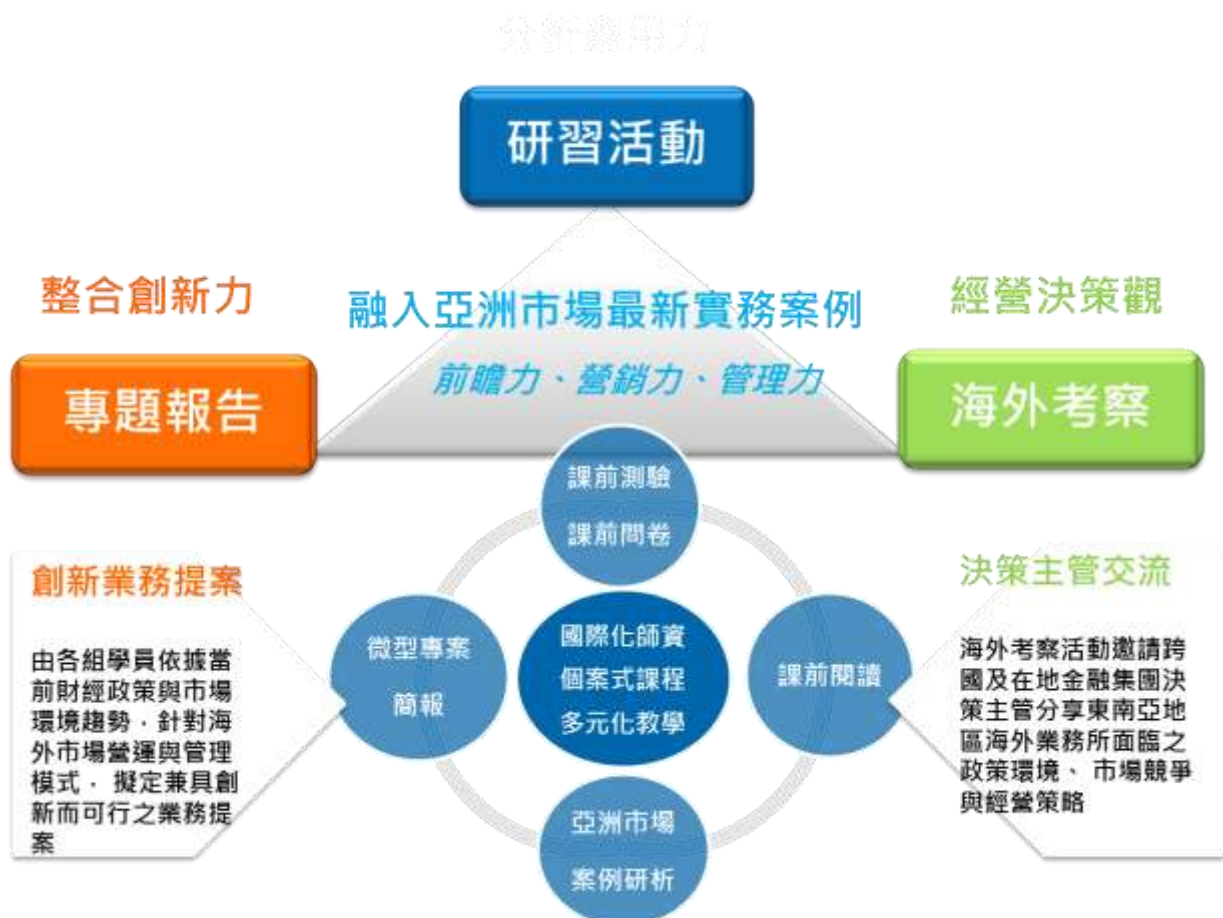 分析應用力
研習活動
整合創新力
融入亞洲市場最新實務案例
經營決策觀
專題報告
前瞻力、營銷力、管理力
海外考察
課前測驗
課前問卷
創新業務提案
由各組學員依據當
前財經政策與市場
環境趨勢，針對海
外市場營運與管理
模式， 擬定兼具創
新而可行之業務提
案
微型專案
簡報
國際化師資
個案式課程
多元化教學
課前閱讀
決策主管交流
海外考察活動邀請跨
國及在地金融集團決
策主管分享東南亞地
區海外業務所面臨之
政策環境、 市場競爭
與經營策略
亞洲市場
案例研析